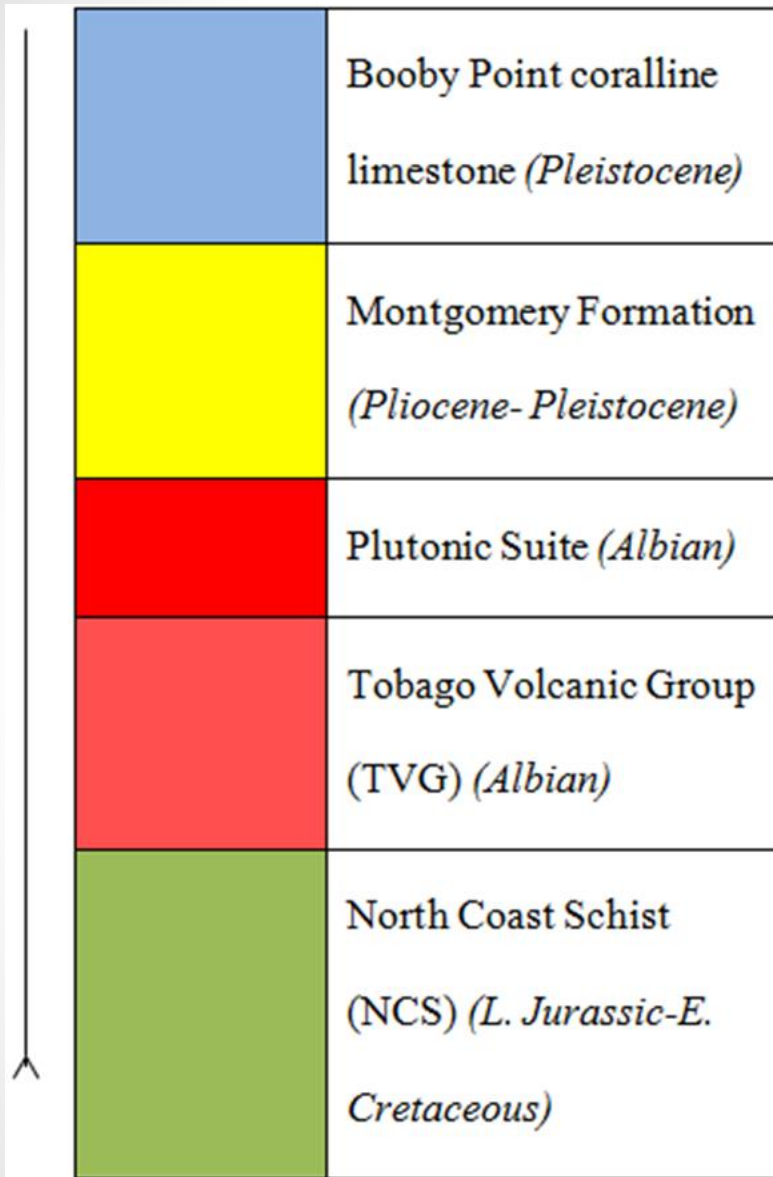 Booby Point coralline
limestone (Pleistocene)
Montgomery Formation
(Pliocene- Pleistocene)
Plutonic Suite (Albian)
Tobago Volcanic Group
(TVG) (Albian)
North Coast Schist
(NCS) (L. Jurassic-E.
Cretaceous)